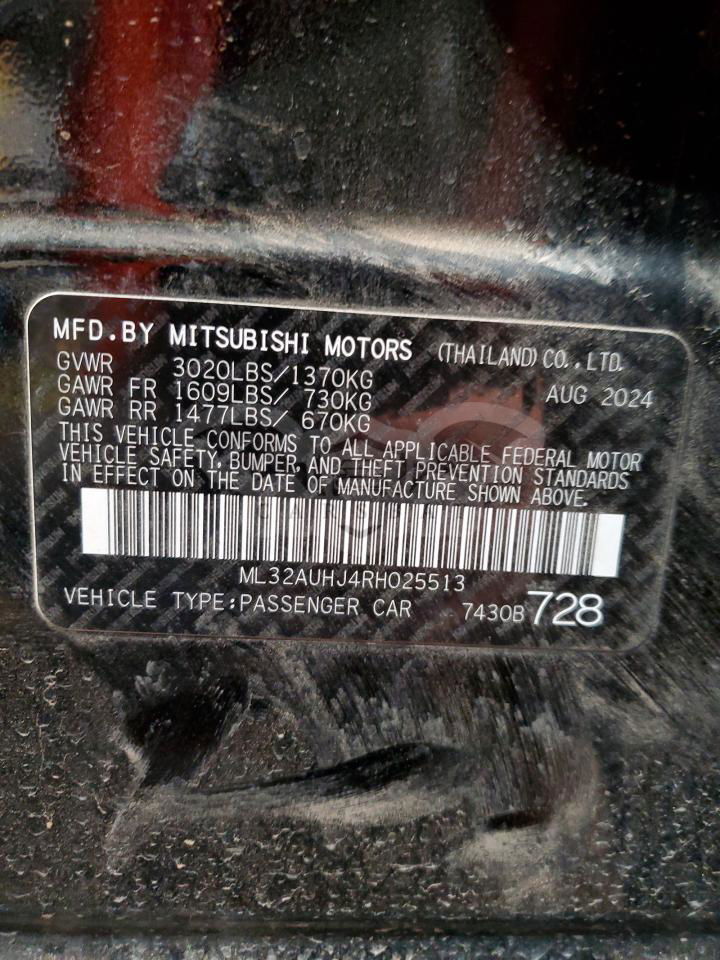 MFD.BY MITSUBISHI MOTORS (THAILAND) CO., LTD.
GVWR 3020LBS/1370KG AUG 2024
GAWR FR 1609LBS/ 730KG
GAWR RR 1477LBS/ 670KG
THIS VEHICLE CONFORMS TO ALL APPLICABLE FEDERAL MOTOR
VEHICLE SAFETY, BUMPER, AND THEFT PREVENTION STANDARDS
IN EFFECT ON THE DATE OF MANUFACTURE SHOWN ABOVE.
ML32AUHJ4RH025513
VEHICLE TYPE:PASSENGER CAR 7430B 728